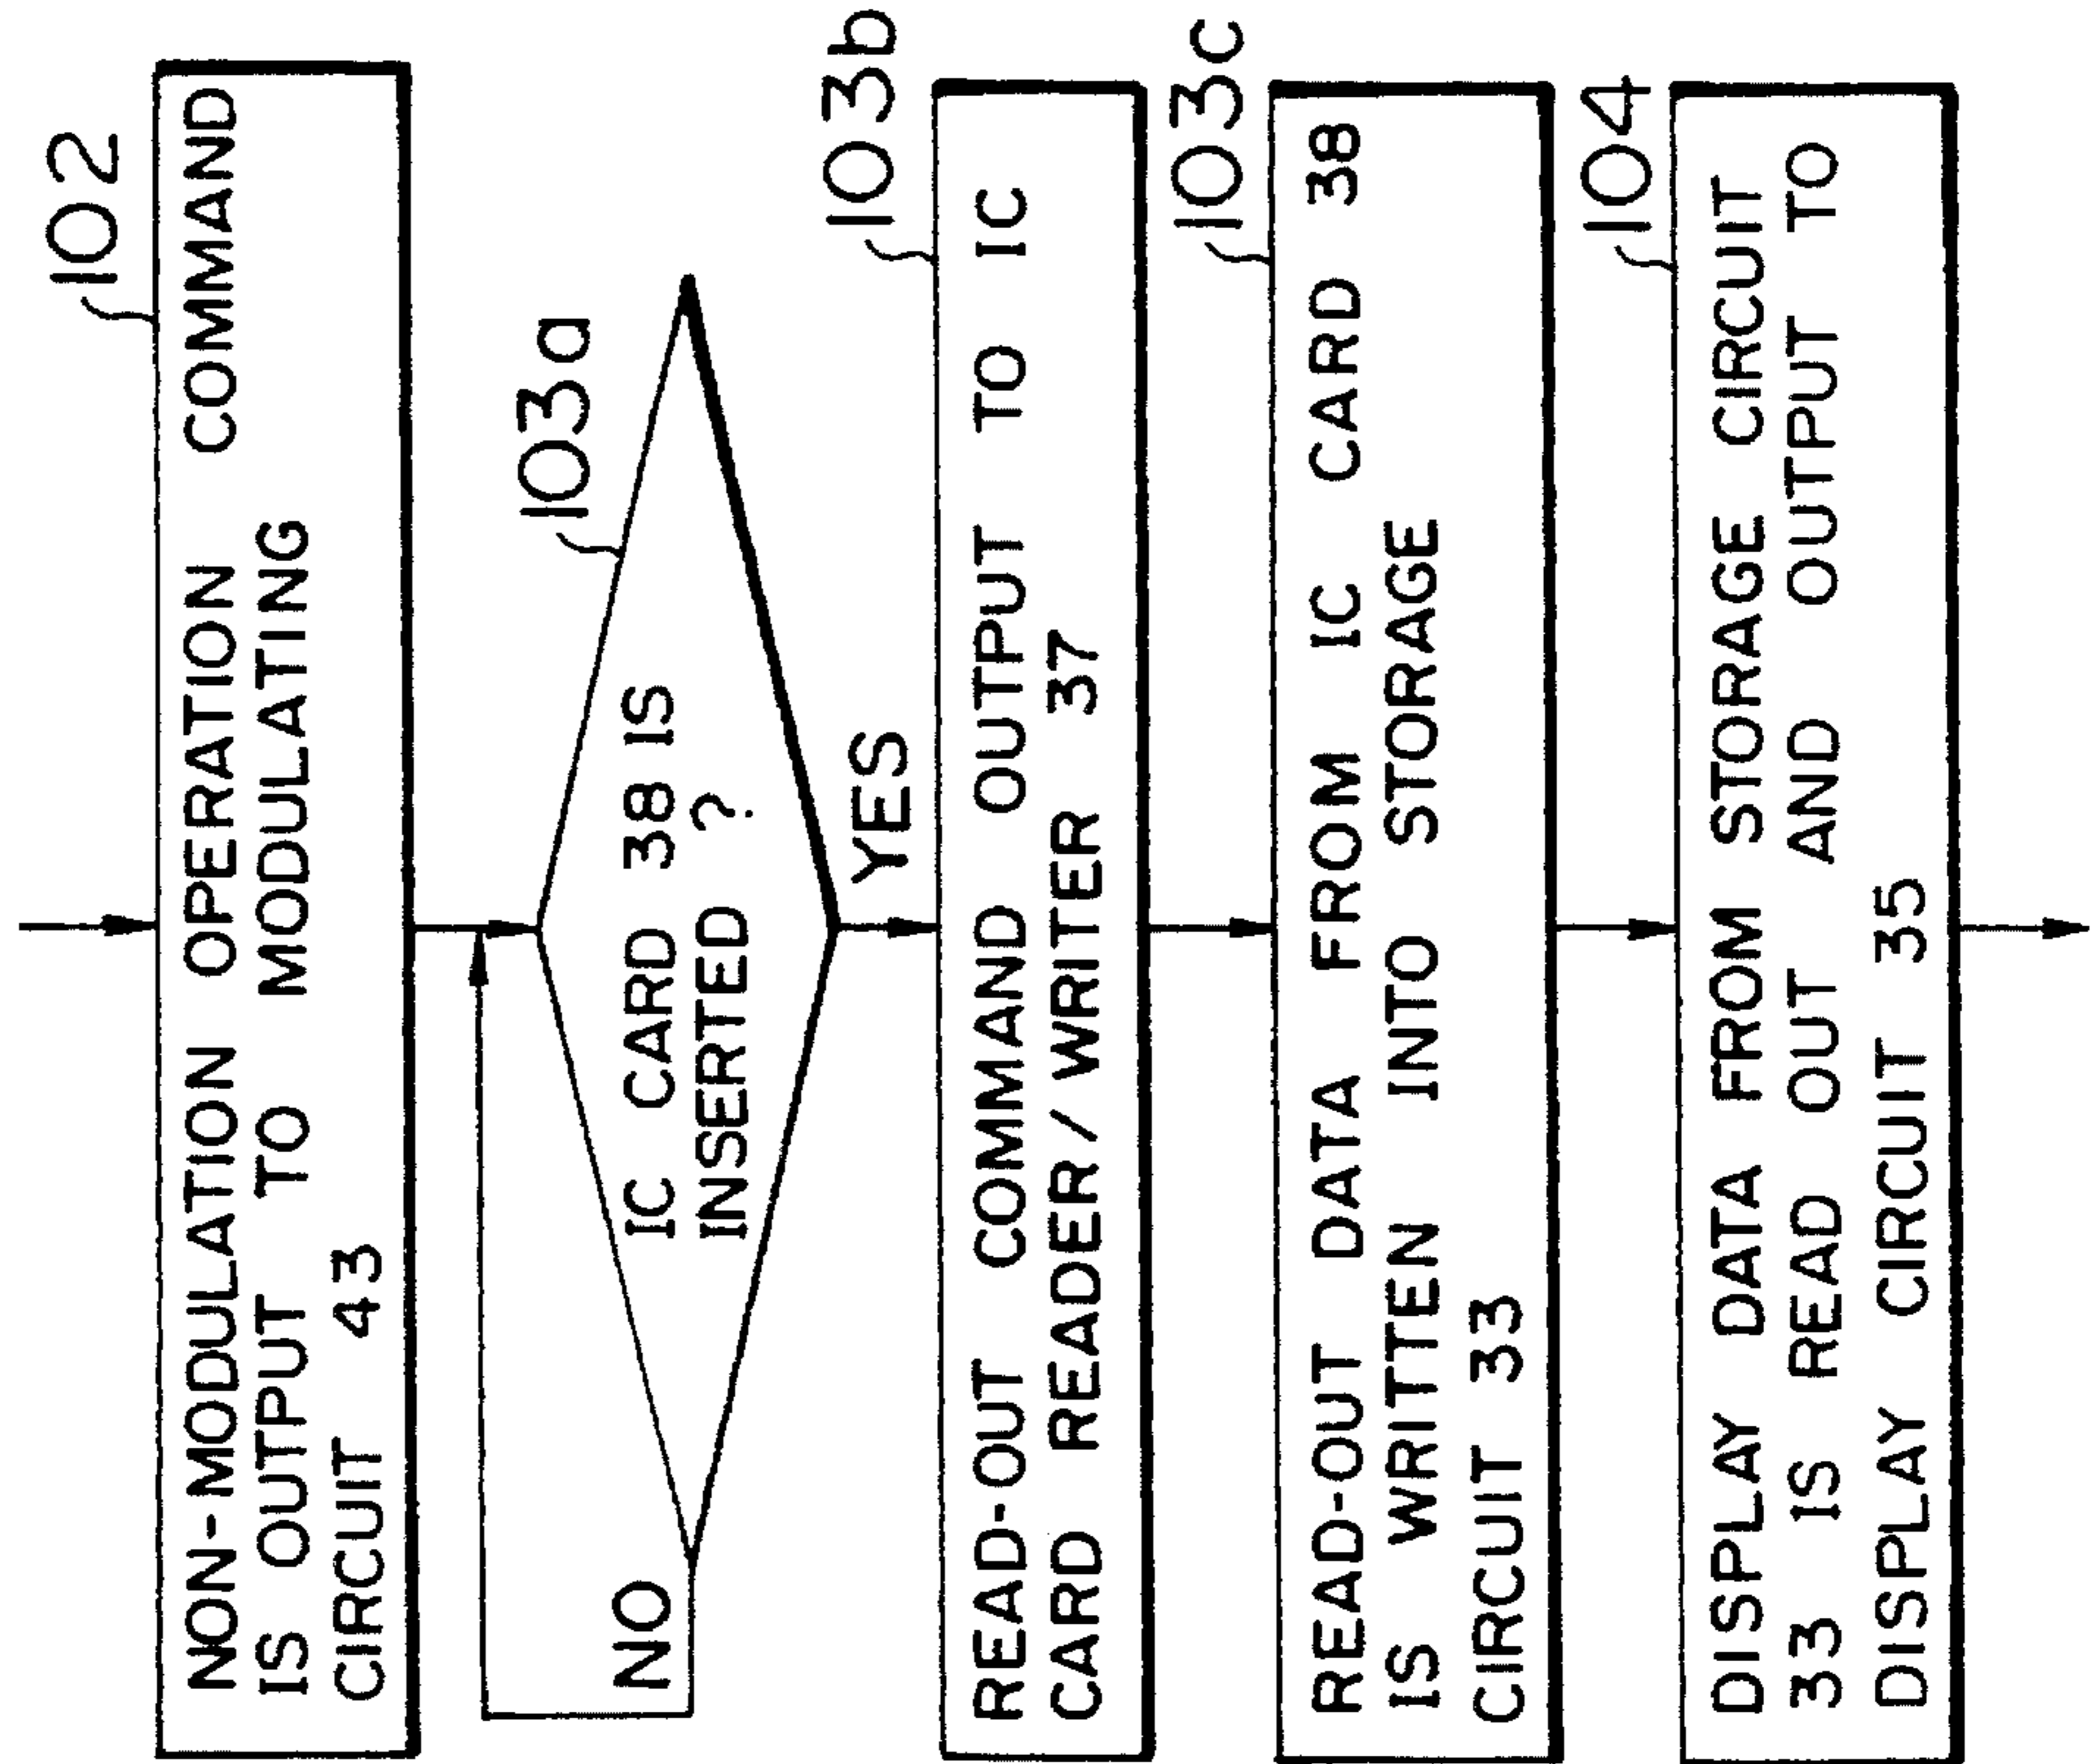 102
NON-MODULATION OPERATION COMMAND
IS OUTPUT TO MODULATING
CIRCUIT 43
103a
IC CARD 38 IS
INSERTED ?
NO
YES
103b
READ-OUT COMMAND OUTPUT TO IC
CARD READER/WRITER 37
103c
READ-OUT DATA FROM IC CARD 38
IS WRITTEN INTO STORAGE
CIRCUIT 33
104
DISPLAY DATA FROM STORAGE CIRCUIT
33 IS READ OUT AND OUTPUT TO
DISPLAY CIRCUIT 35